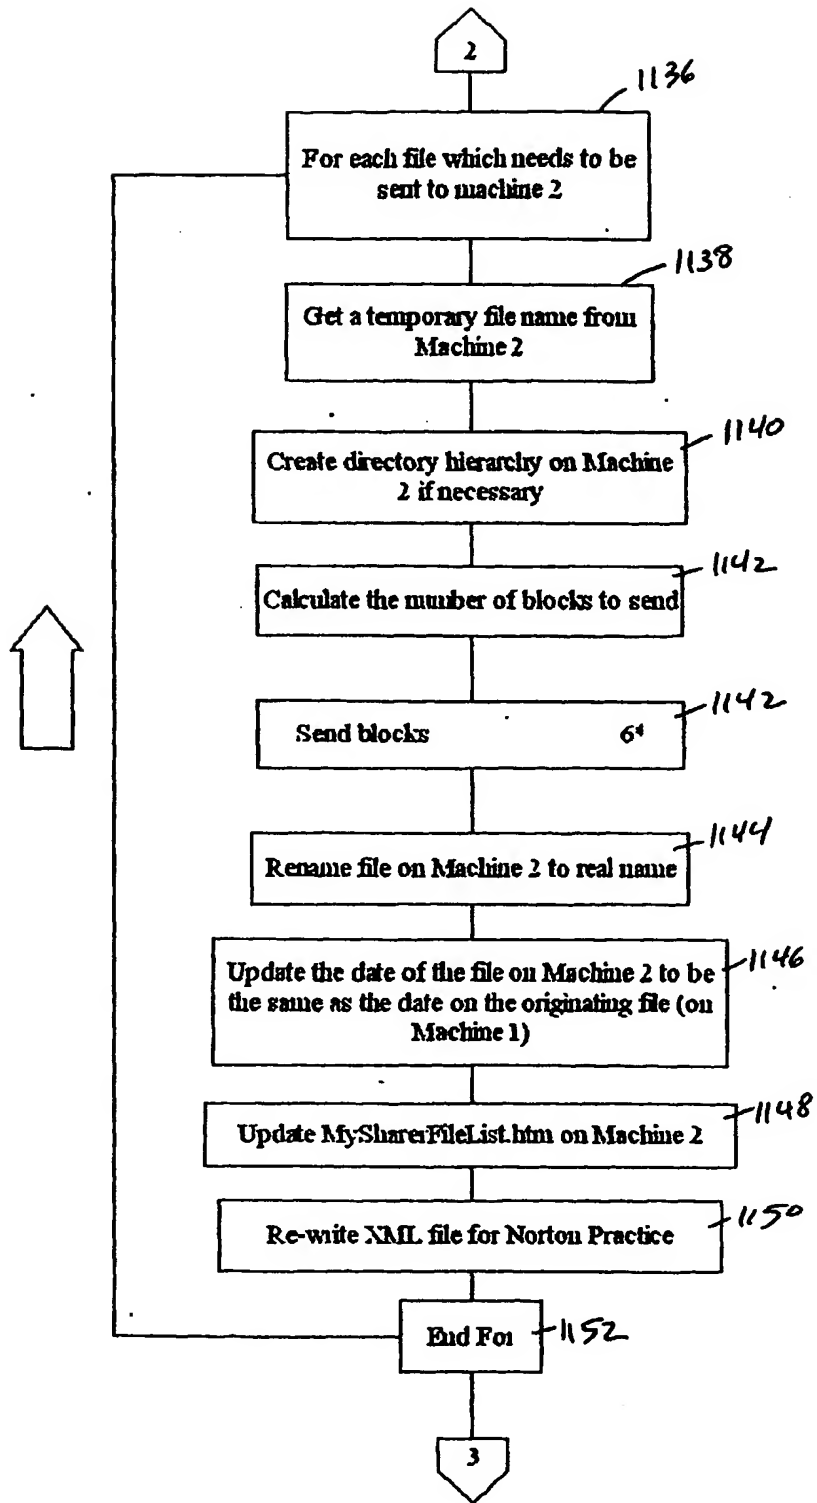 2
1136
For each file which needs to be
sent to machine 2
1138
Get a temporary file name from
Machine 2
1140
Create directory hierarchy on Machine
2 if necessary
1142
Calculate the number of blocks to send
1142
Send blocks
1144
Rename file on Machine 2 to real name
1146
Update the date of the file on Machine 2 to be
the same as the date on the originating file (on
Machine 1)
1148
Update MySharerFileList.htm on Machine 2
1150
Re-write XML file for Norton Practice
End For
1152
3